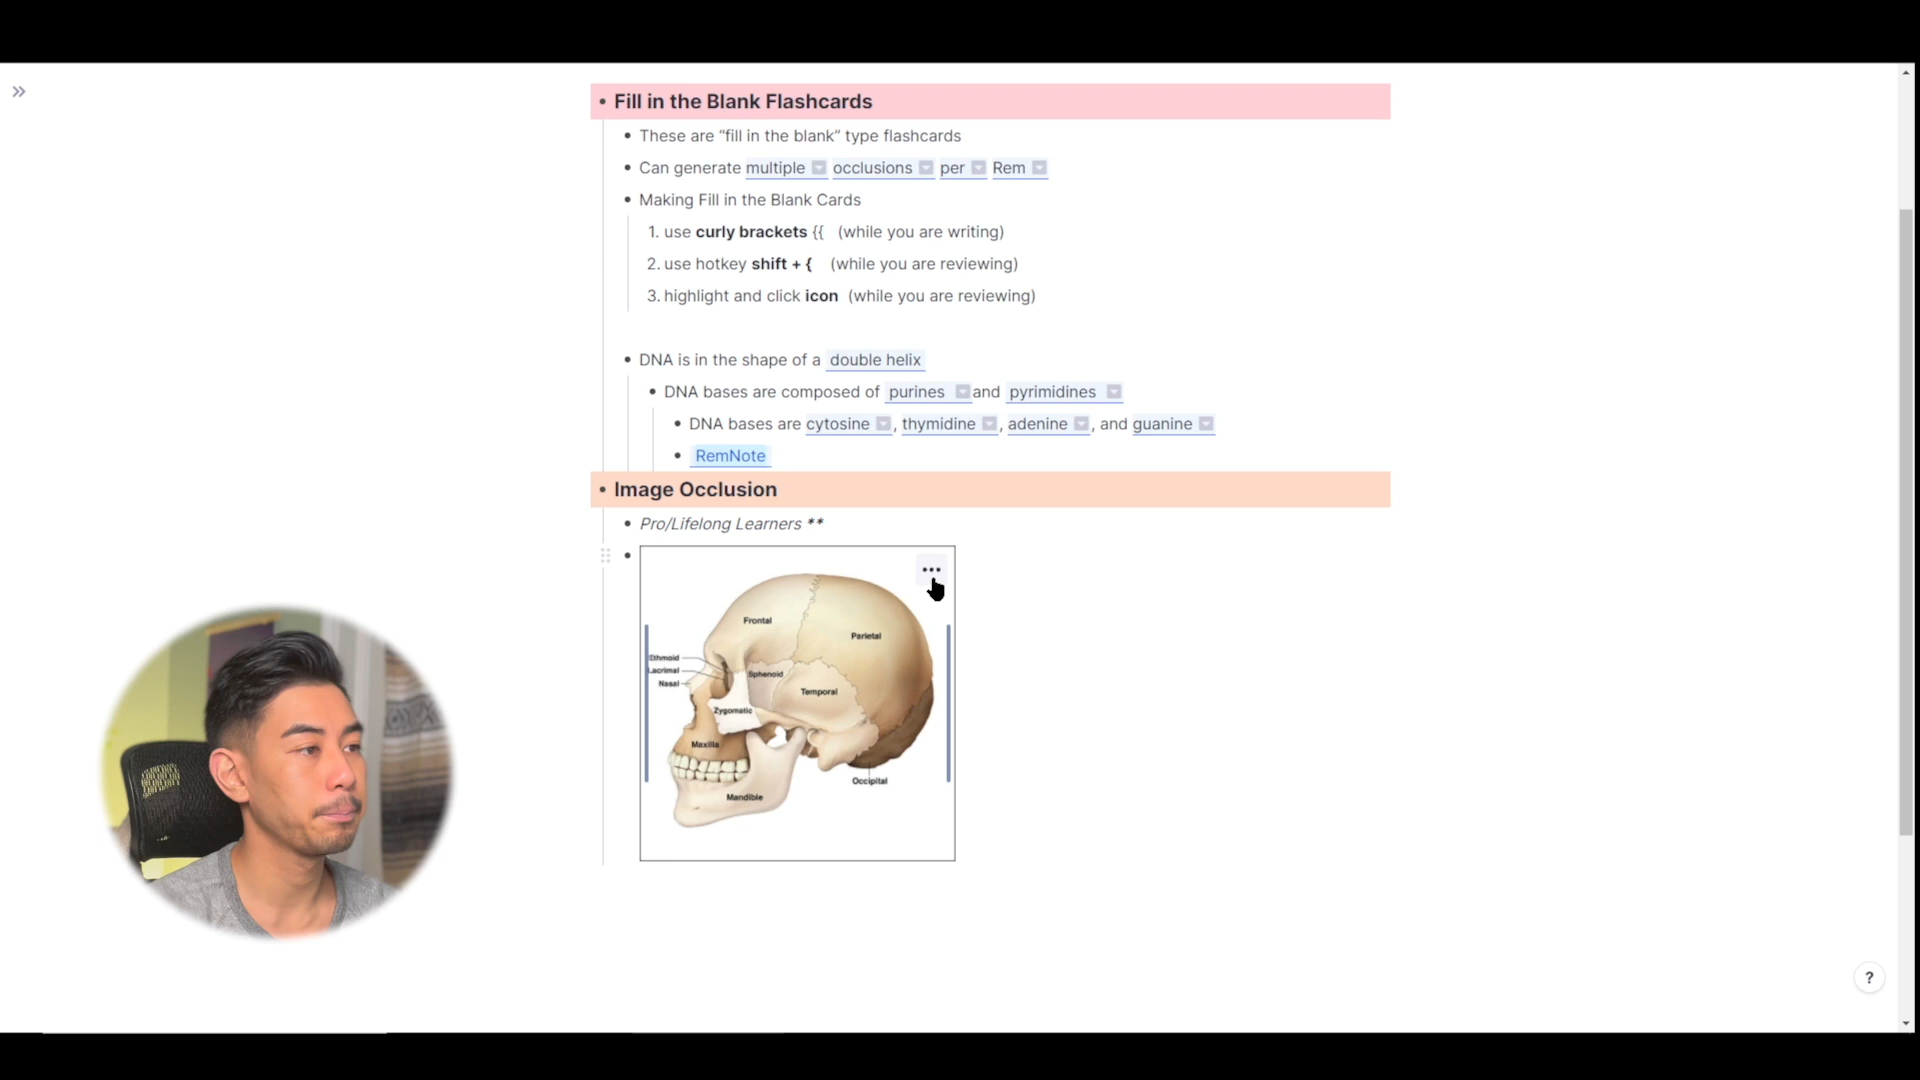 Fill in the Blank Flashcards
These are “fill in the blank” type flashcards
Can generate multiple occlusions per Rem
Making Fill in the Blank Cards
1. use curly brackets {{ (while you are writing)
2. use hotkey shift + { (while you are reviewing)
3. highlight and click icon (while you are reviewing)
DNA is in the shape of a double helix
DNA bases are composed of purines and pyrimidines
DNA bases are cytosine, thymidine, adenine, and guanine
RemNote
Image Occlusion
Pro/Lifelong Learners **
Frontal
Parietal
Ethmoid
Lacrimal
Sphenoid
Nasal
Temporal
Zygomatic
Maxilla
Occipital
Mandible
?